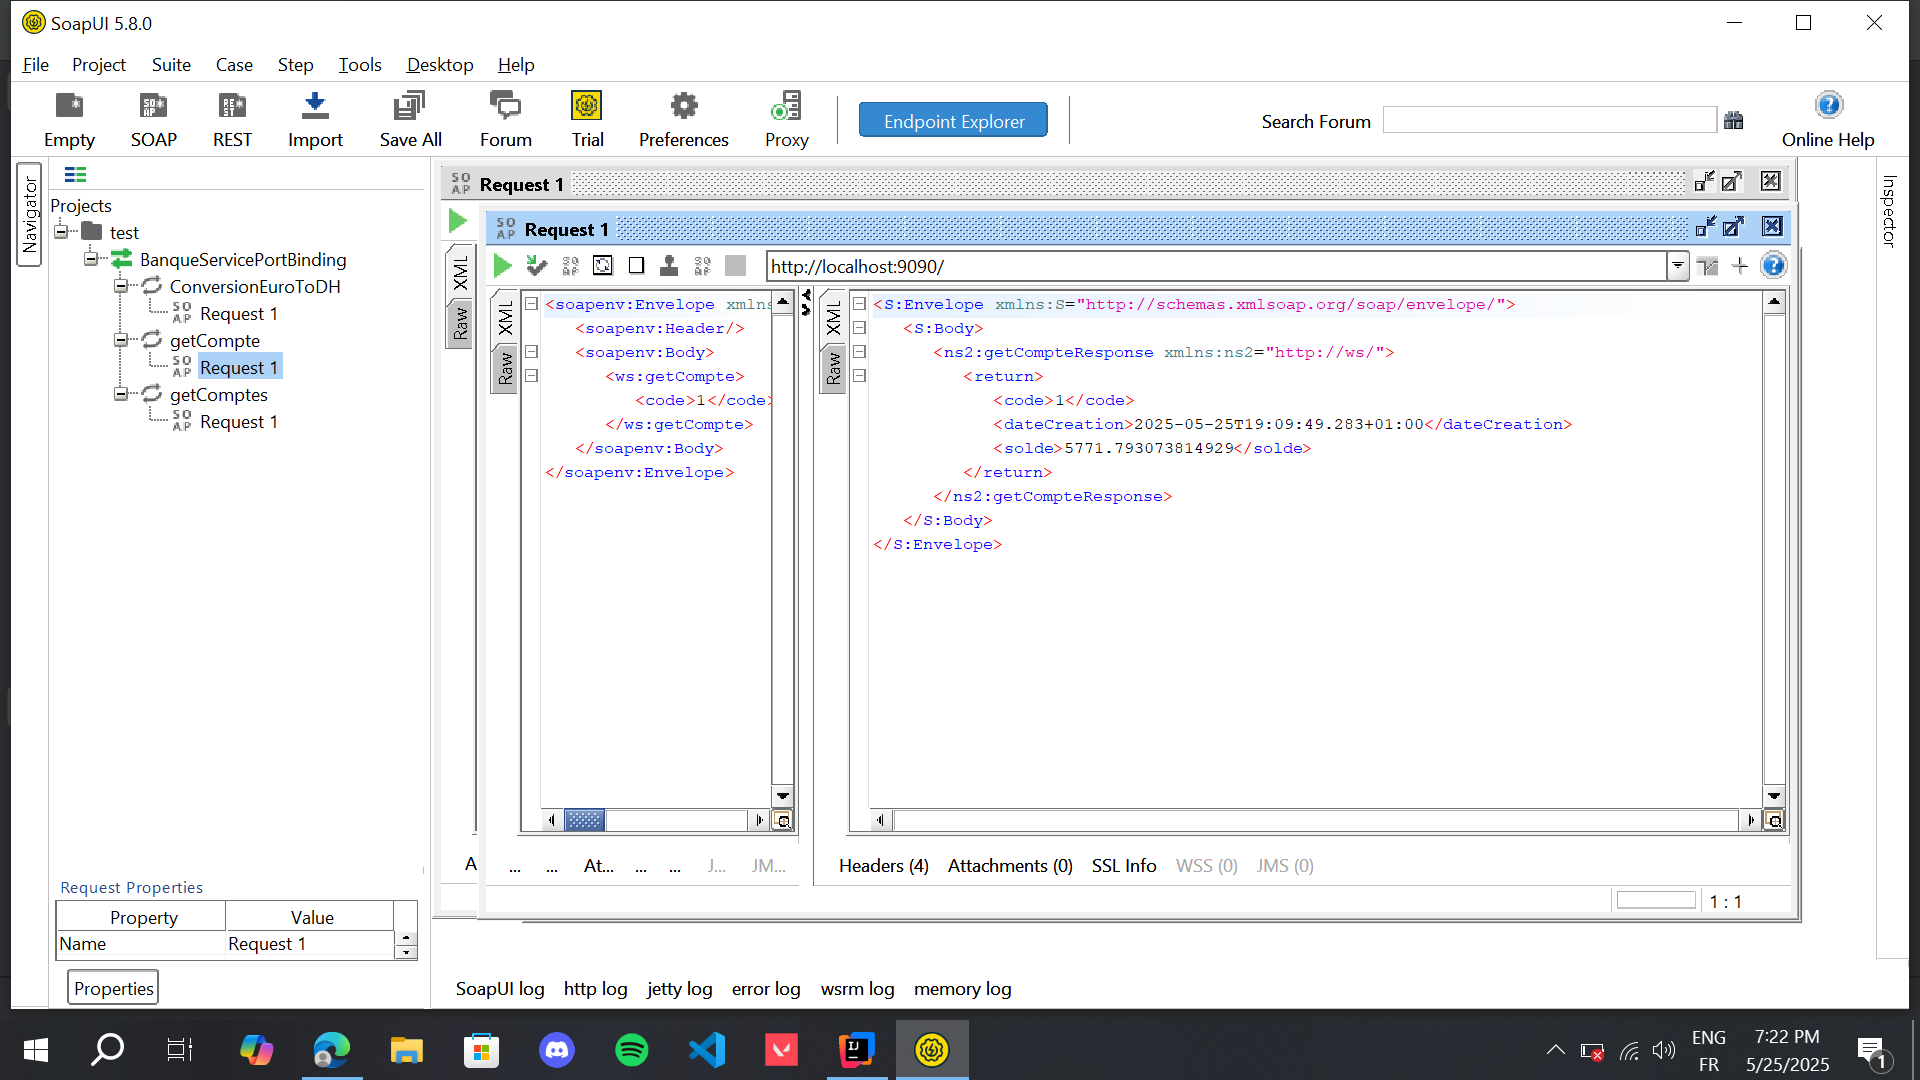 SoapUI 5.8.0
File Project Suite Case Step Tools Desktop Help
Empty SOAP REST Import Save All Forum Trial Preferences Proxy Endpoint Explorer Search Forum Online Help
Navigator
Inspector
Projects
test
BanqueServicePortBinding
ConversionEuroToDH
Request 1
getCompte
Request 1
getComptes
Request 1
Request Properties
Property Value
Name Request 1
Properties
Request 1
XML
Raw
A
Request 1
http://localhost:9090/
XML
Raw
<soapenv:Envelope xmlns
<soapenv:Header/>
<soapenv:Body>
<ws:getCompte>
<code>1</code>
</ws:getCompte>
</soapenv:Body>
</soapenv:Envelope>
... ... At... ... ... J... JM...
XML
Raw
<S:Envelope xmlns:S="http://schemas.xmlsoap.org/soap/envelope/">
<S:Body>
<ns2:getCompteResponse xmlns:ns2="http://ws/">
<return>
<code>1</code>
<dateCreation>2025-05-25T19:09:49.283+01:00</dateCreation>
<solde>5771.793073814929</solde>
</return>
</ns2:getCompteResponse>
</S:Body>
</S:Envelope>
Headers (4) Attachments (0) SSL Info WSS (0) JMS (0)
1 : 1
SoapUI log http log jetty log error log wsrm log memory log
ENG
FR
7:22 PM
5/25/2025
1